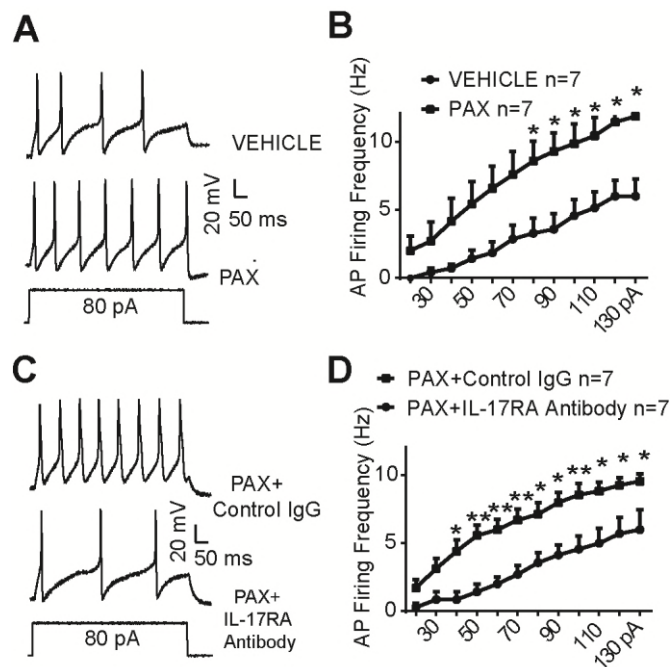 A
VEHICLE
20 mV
50 ms
PAX
80 pA
B
VEHICLE n=7
PAX n=7
AP Firing Frequency (Hz)
* * * * * *
10
5
0
30 50 70 90 110 130 pA
C
PAX+
Control IgG
20 mV
50 ms
PAX+
IL-17RA
Antibody
80 pA
D
PAX+Control IgG n=7
PAX+IL-17RA Antibody n=7
AP Firing Frequency (Hz)
* ** ** ** * * ** * * *
10
5
0
30 50 70 90 110 130 pA